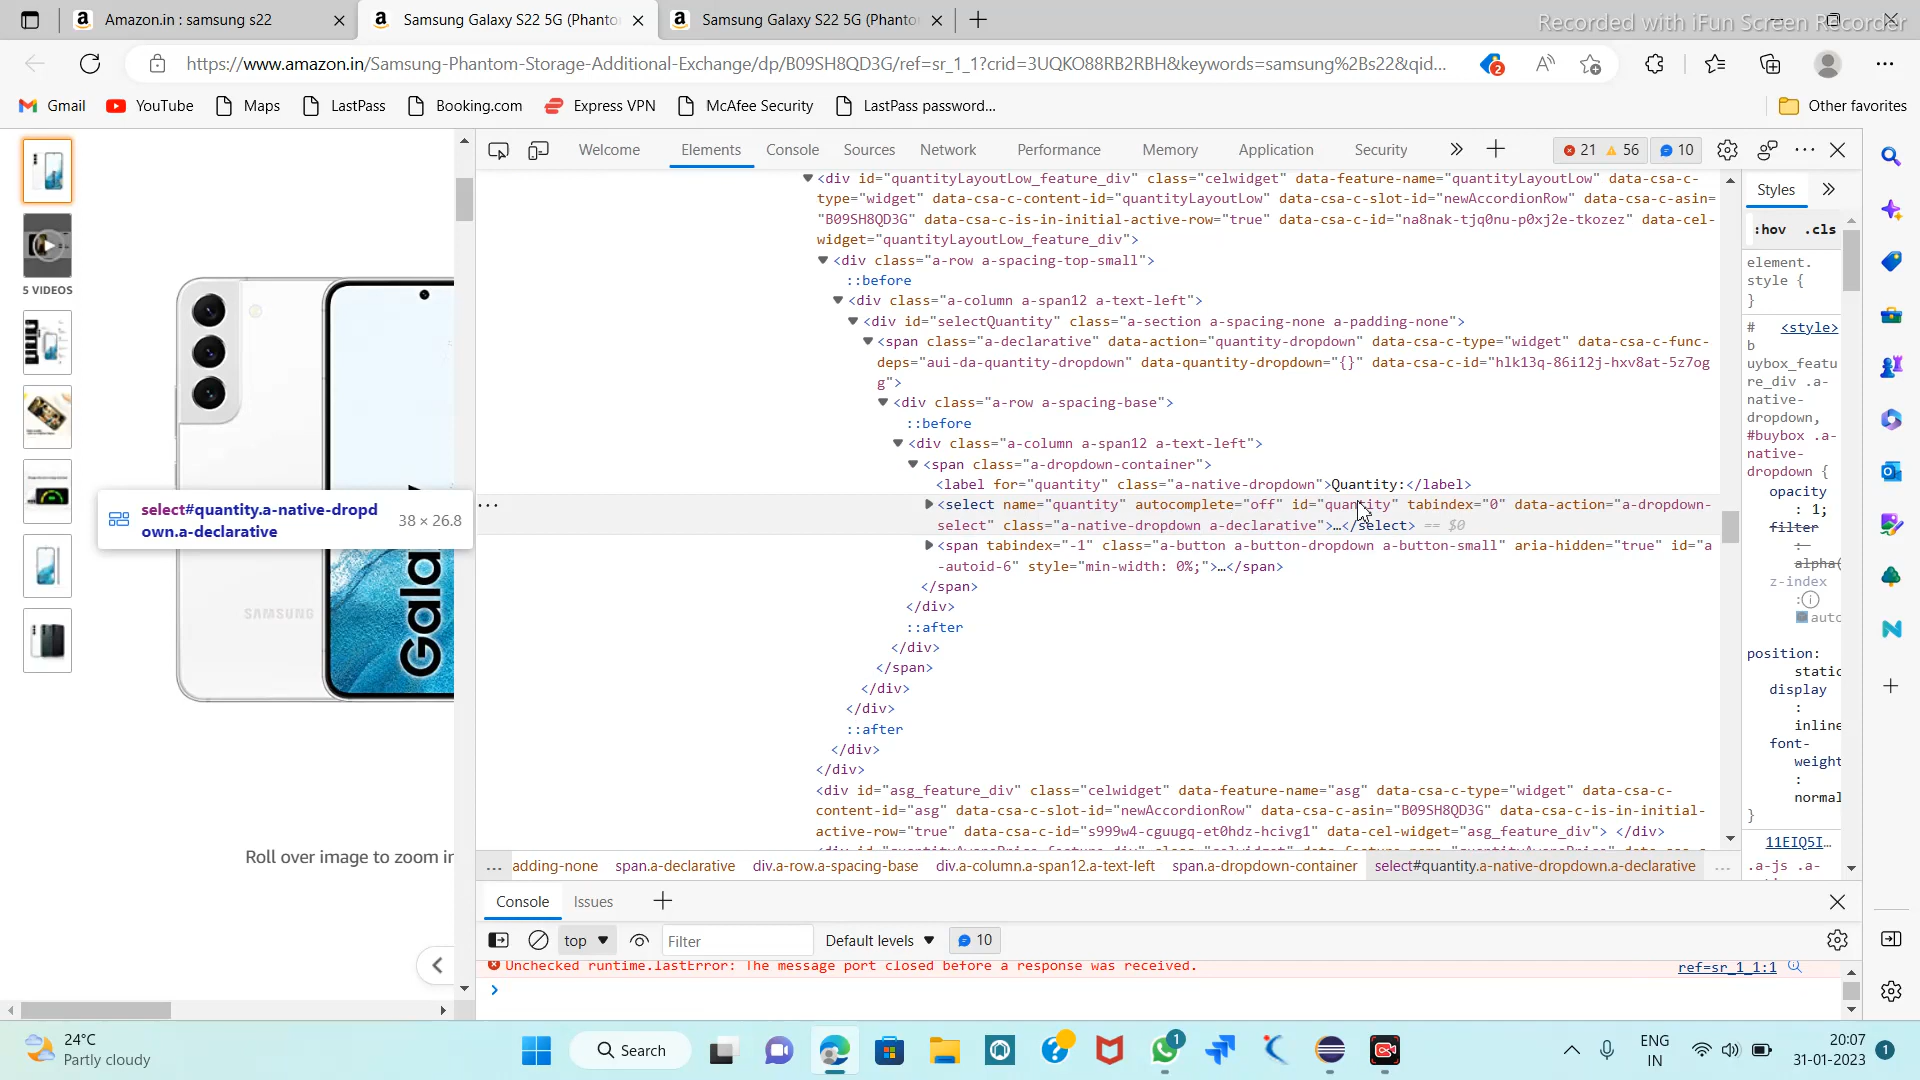 Recorded with iFun Screen Recorder
Amazon.in : samsung s22
Samsung Galaxy S22 5G (Phanto
Samsung Galaxy S22 5G (Phanto
https://www.amazon.in/Samsung-Phantom-Storage-Additional-Exchange/dp/B09SH8QD3G/ref=sr_1_1?crid=3UQKO88RB2RBH&keywords=samsung%2Bs22&qid...
2
Gmail
YouTube
Maps
LastPass
Booking.com
Express VPN
McAfee Security
LastPass password...
Other favorites
5 VIDEOS
SAMSUNG
Gala
select#quantity.a-native-dropd
own.a-declarative
38 × 26.8
Roll over image to zoom in
Welcome
Elements
Console
Sources
Network
Performance
Memory
Application
Security
21
56
10
<div id="quantityLayoutLow_feature_div" class="celwidget" data-feature-name="quantityLayoutLow" data-csa-c-
type="widget" data-csa-c-content-id="quantityLayoutLow" data-csa-c-slot-id="newAccordionRow" data-csa-c-asin=
"B09SH8QD3G" data-csa-c-is-in-initial-active-row="true" data-csa-c-id="na8nak-tjq0nu-p0xj2e-tkozez" data-cel-
widget="quantityLayoutLow_feature_div">
<div class="a-row a-spacing-top-small">
::before
<div class="a-column a-span12 a-text-left">
<div id="selectQuantity" class="a-section a-spacing-none a-padding-none">
<span class="a-declarative" data-action="quantity-dropdown" data-csa-c-type="widget" data-csa-c-func-
deps="aui-da-quantity-dropdown" data-quantity-dropdown="{}" data-csa-c-id="hlk13q-86i12j-hxv8at-5z7og
g">
<div class="a-row a-spacing-base">
::before
<div class="a-column a-span12 a-text-left">
<span class="a-dropdown-container">
<label for="quantity" class="a-native-dropdown">Quantity:</label>
<select name="quantity" autocomplete="off" id="quantity" tabindex="0" data-action="a-dropdown-
select" class="a-native-dropdown a-declarative">…</select> == $0
<span tabindex="-1" class="a-button a-button-dropdown a-button-small" aria-hidden="true" id="a
-autoid-6" style="min-width: 0%;">…</span>
</span>
</div>
::after
</div>
</span>
</div>
</div>
::after
</div>
</div>
<div id="asg_feature_div" class="celwidget" data-feature-name="asg" data-csa-c-type="widget" data-csa-c-
content-id="asg" data-csa-c-slot-id="newAccordionRow" data-csa-c-asin="B09SH8QD3G" data-csa-c-is-in-initial-
active-row="true" data-csa-c-id="s999w4-cguugq-et0hdz-hcivg1" data-cel-widget="asg_feature_div"> </div>
... adding-none span.a-declarative div.a-row.a-spacing-base div.a-column.a-span12.a-text-left span.a-dropdown-container select#quantity.a-native-dropdown.a-declarative ...
Styles
:hov .cls
element.
style {
}
# <style>
b
uybox_featu
re_div .a-
native-
dropdown,
#buybox .a-
native-
dropdown {
opacity
: 1;
filter
:
alpha(
z-index
:
auto
position:
static
display
:
inline
font-
weight
:
normal
}
11EIQ5I…
.a-js .a-
Console
Issues
top
Filter
Default levels
10
Unchecked runtime.lastError: The message port closed before a response was received.
ref=sr_1_1:1
24°C
Partly cloudy
Search
1
ENG
IN
20:07
31-01-2023
1